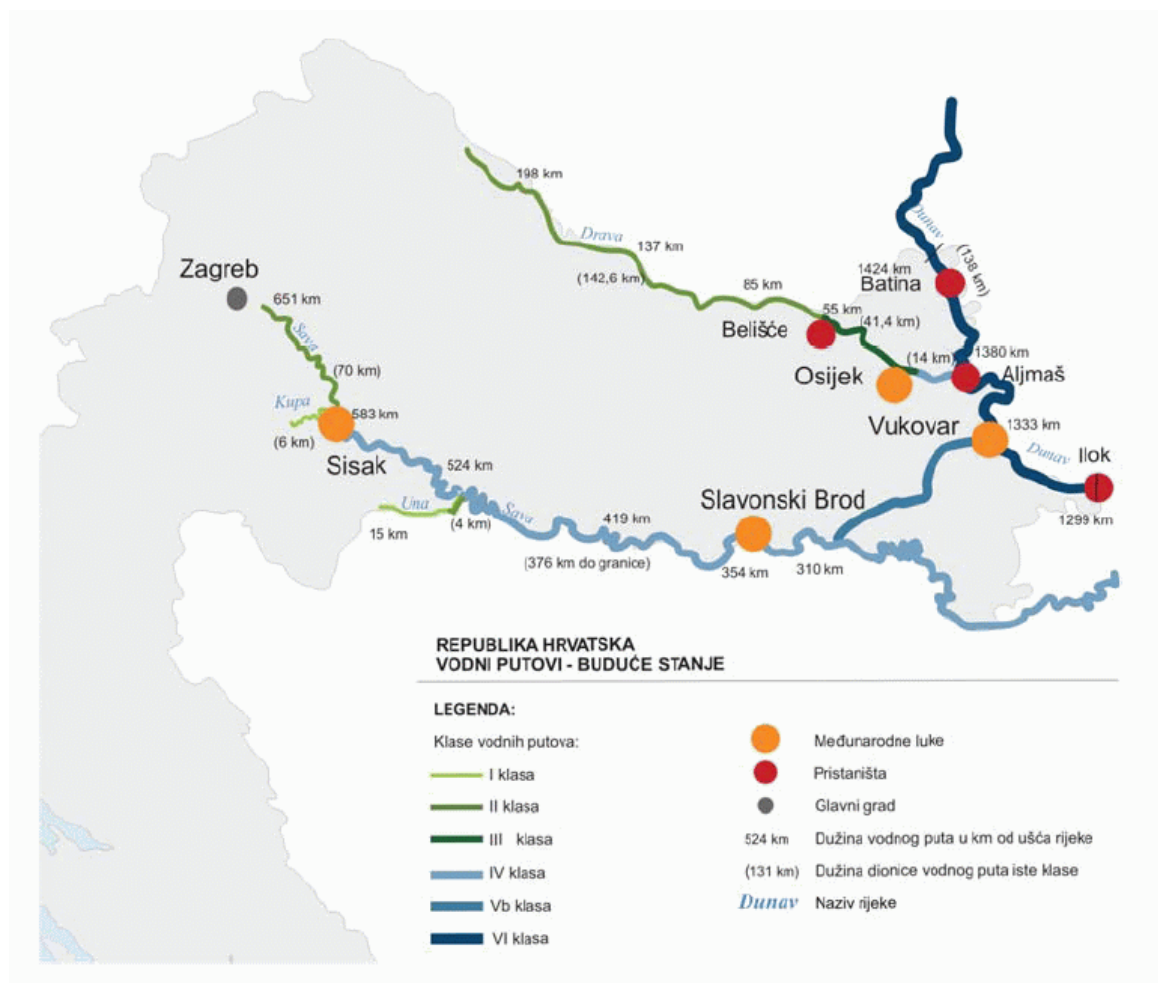 198 km
Dunav
Drava
137 km
(138 km)
Zagreb
1424 km
(142,6 km)
85 km
Batina
651 km
55 km
Sava
Belišće
(41,4 km)
(70 km)
(14 km)
1380 km
Osijek
Aljmaš
Kupa
583 km
Vukovar
1333 km
(6 km)
Sisak
524 km
Dunav
Ilok
Una
Slavonski Brod
15 km
(4 km)
Sava
419 km
1299 km
(376 km do granice)
354 km
310 km
REPUBLIKA HRVATSKA
VODNI PUTOVI - BUDUĆE STANJE
LEGENDA:
Klase vodnih putova:
I klasa
II klasa
III klasa
IV klasa
Vb klasa
VI klasa
Međunarodne luke
Pristaništa
Glavni grad
524 km Dužina vodnog puta u km od ušća rijeke
(131 km) Dužina dionice vodnog puta iste klase
Dunav Naziv rijeke